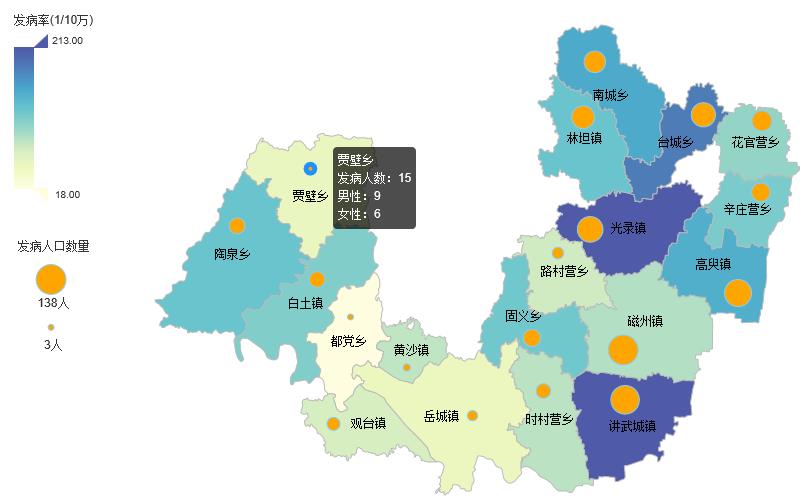 发病率(1/10万)
213.00
18.00
发病人口数量
138人
3人
南城乡
林坦镇
台城乡
花官营乡
贾壁乡
发病人数：15
男性：9
女性：6
贾壁乡
辛庄营乡
光录镇
陶泉乡
路村营乡
高臾镇
白土镇
固义乡
磁州镇
都党乡
黄沙镇
岳城镇
观台镇
时村营乡
讲武城镇